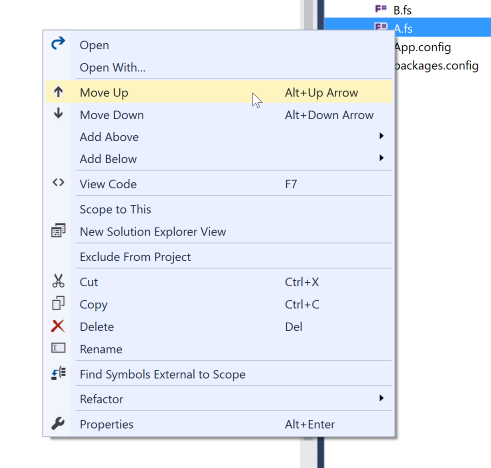 B.fs
A.fs
App.config
packages.config
Open
Open With...
Move Up Alt+Up Arrow
Move Down Alt+Down Arrow
Add Above
Add Below
View Code F7
Scope to This
New Solution Explorer View
Exclude From Project
Cut Ctrl+X
Copy Ctrl+C
Delete Del
Rename
Find Symbols External to Scope
Refactor
Properties Alt+Enter